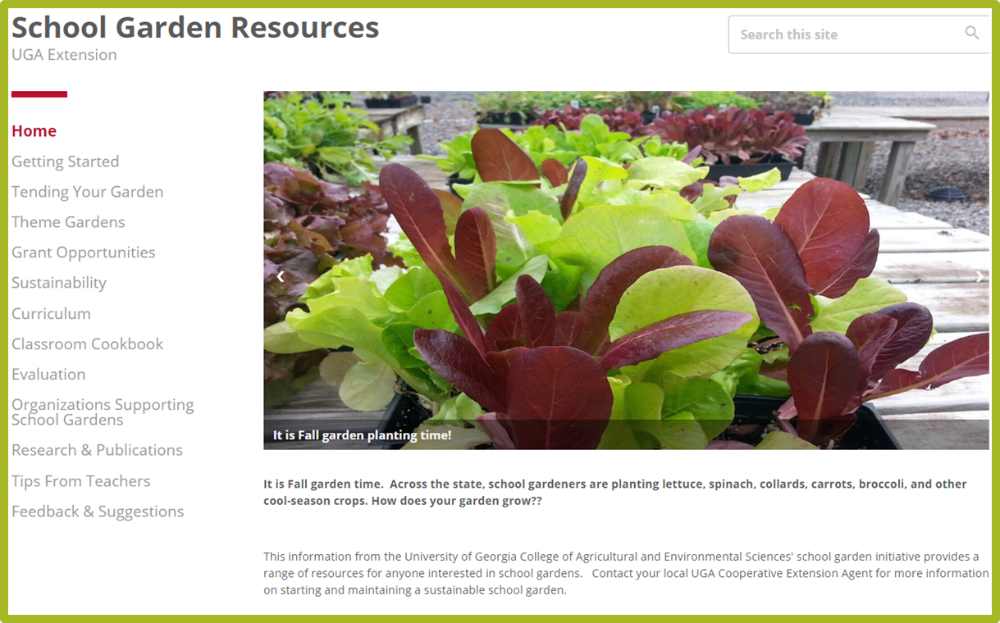 School Garden Resources
UGA Extension
Search this site
Home
Getting Started
Tending Your Garden
Theme Gardens
Grant Opportunities
Sustainability
Curriculum
Classroom Cookbook
Evaluation
Organizations Supporting
School Gardens
Research & Publications
Tips From Teachers
Feedback & Suggestions
It is Fall garden planting time!
It is Fall garden time.  Across the state, school gardeners are planting lettuce, spinach, collards, carrots, broccoli, and other
cool-season crops. How does your garden grow??
This information from the University of Georgia College of Agricultural and Environmental Sciences' school garden initiative provides a
range of resources for anyone interested in school gardens.   Contact your local UGA Cooperative Extension Agent for more information
on starting and maintaining a sustainable school garden.